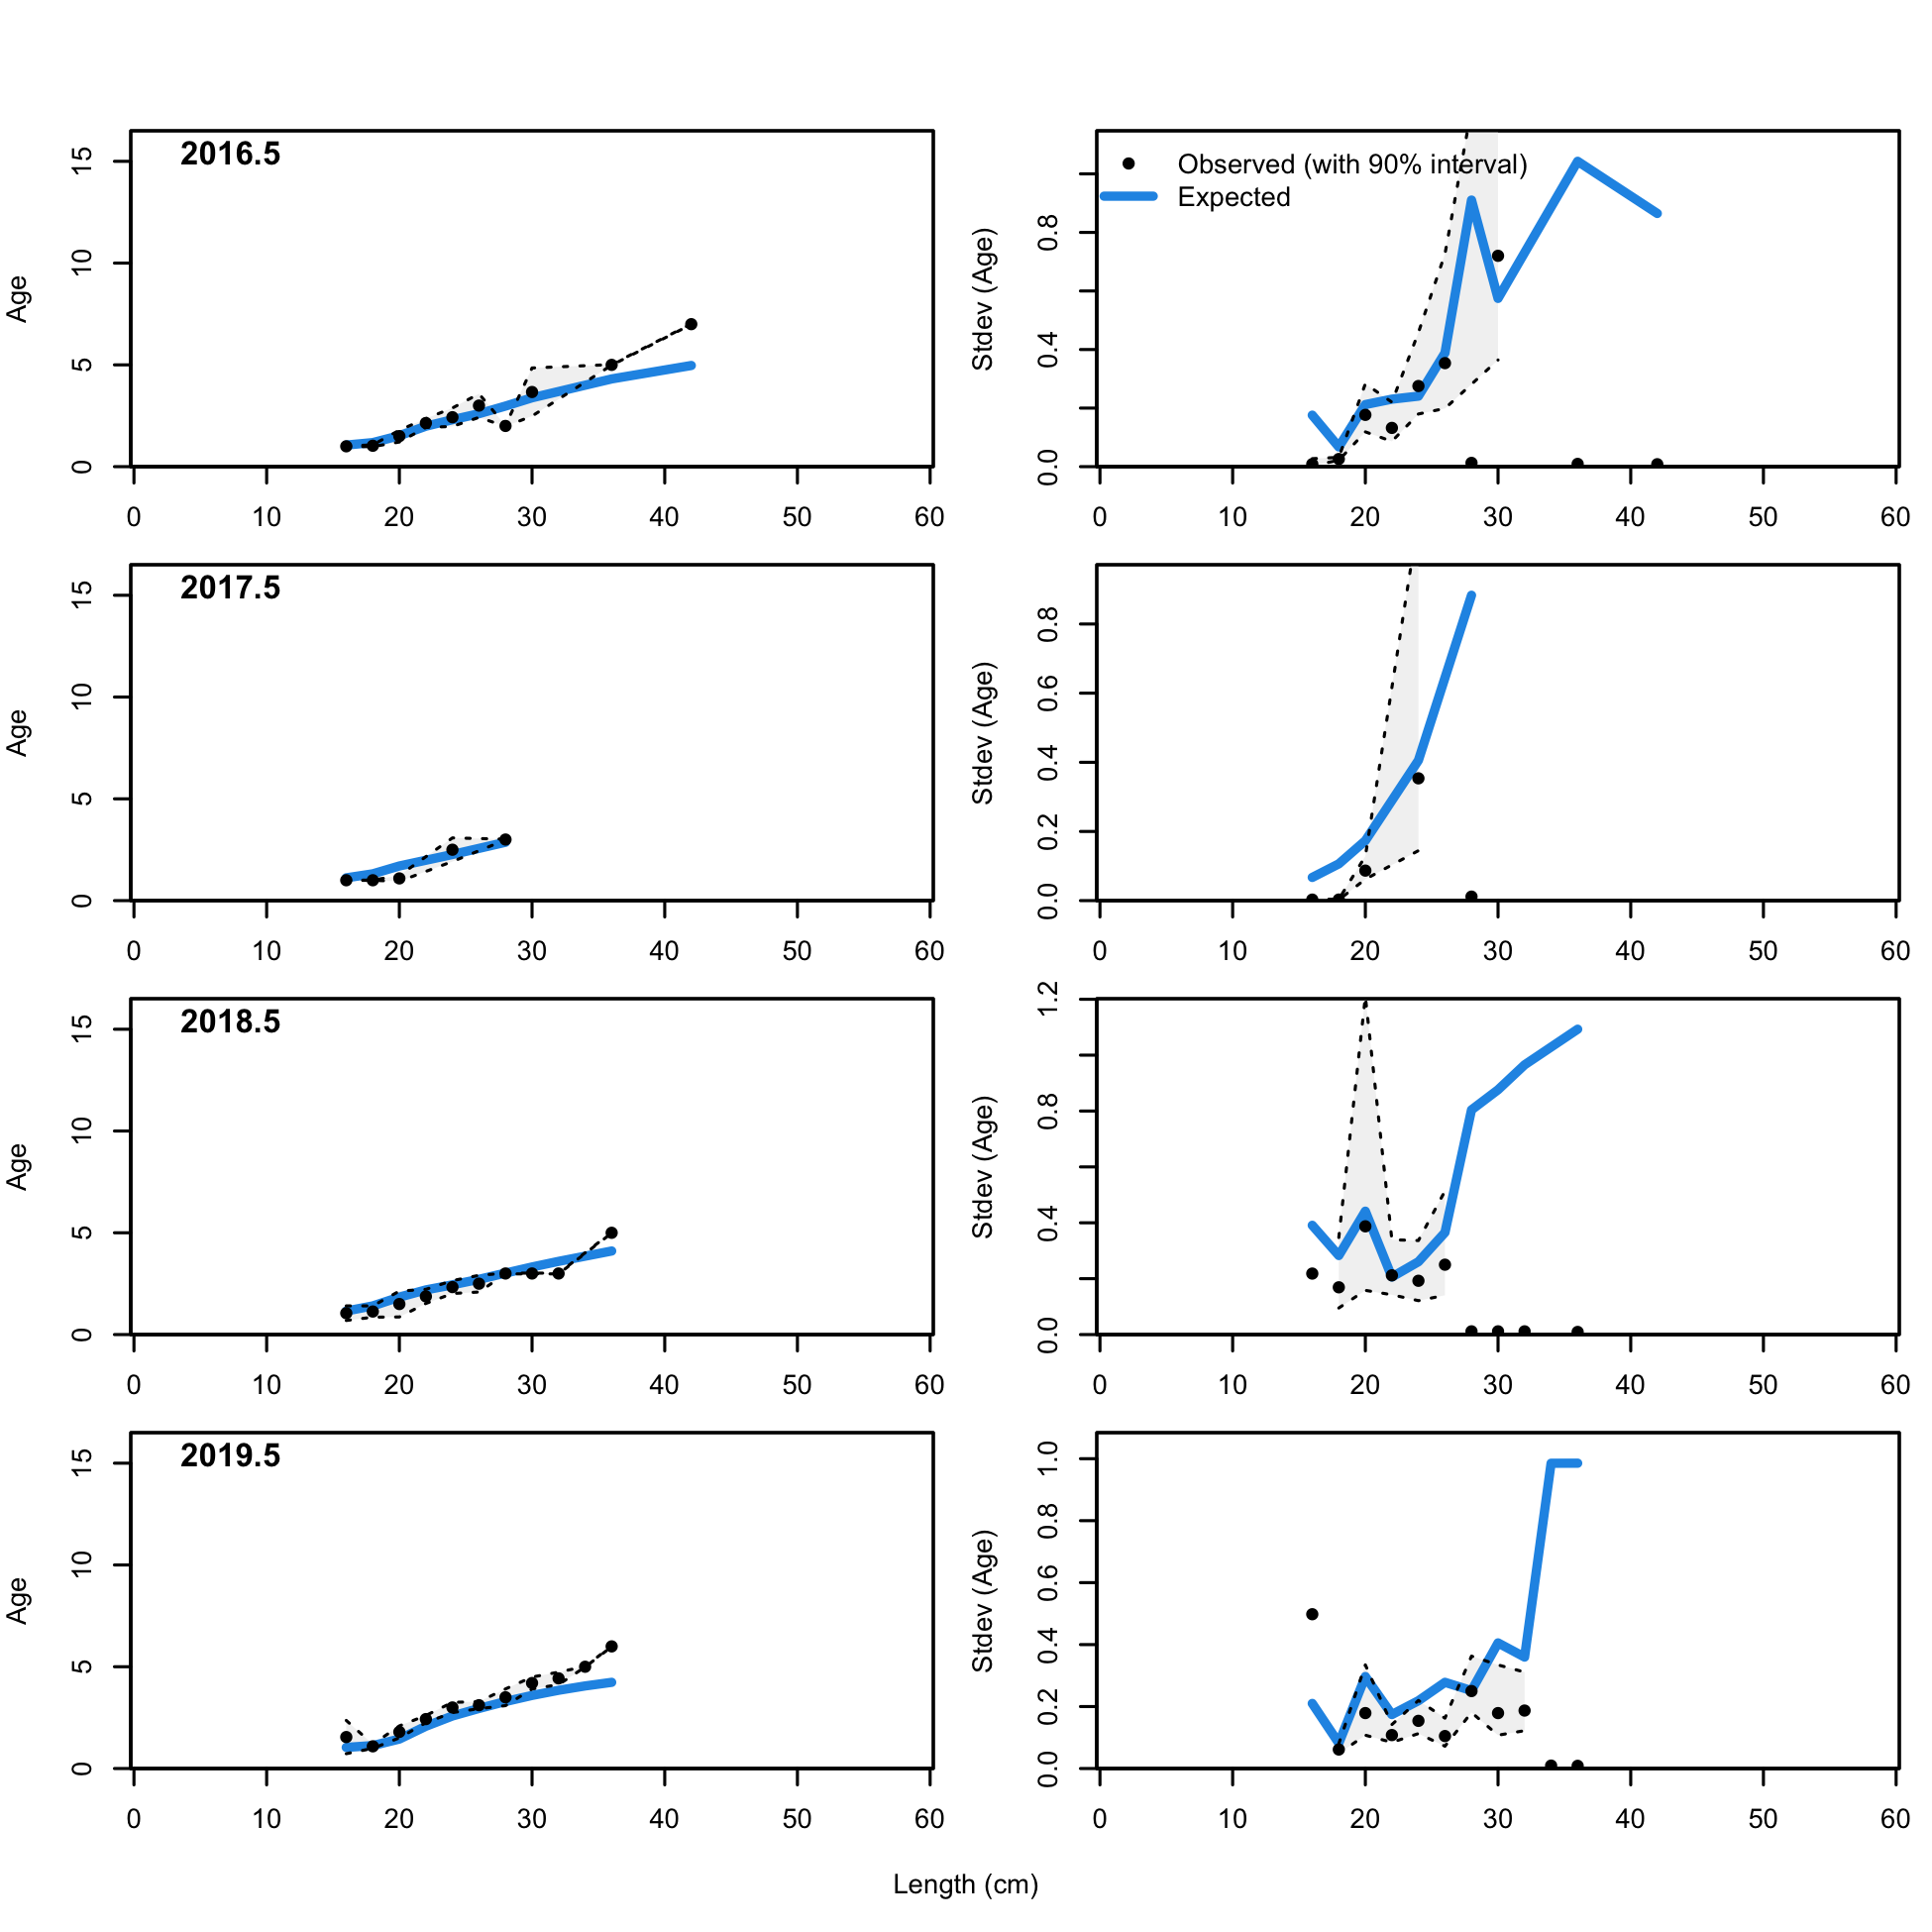 2016.5
Age
0 5 10 15
0 10 20 30 40 50 60
Observed (with 90% interval)
Expected
Stdev (Age)
0.0 0.4 0.8
0 10 20 30 40 50 60
2017.5
Age
0 5 10 15
0 10 20 30 40 50 60
Stdev (Age)
0.0 0.2 0.4 0.6 0.8
0 10 20 30 40 50 60
2018.5
Age
0 5 10 15
0 10 20 30 40 50 60
Stdev (Age)
0.0 0.4 0.8 1.2
0 10 20 30 40 50 60
2019.5
Age
0 5 10 15
0 10 20 30 40 50 60
Stdev (Age)
0.0 0.2 0.4 0.6 0.8 1.0
0 10 20 30 40 50 60
Length (cm)